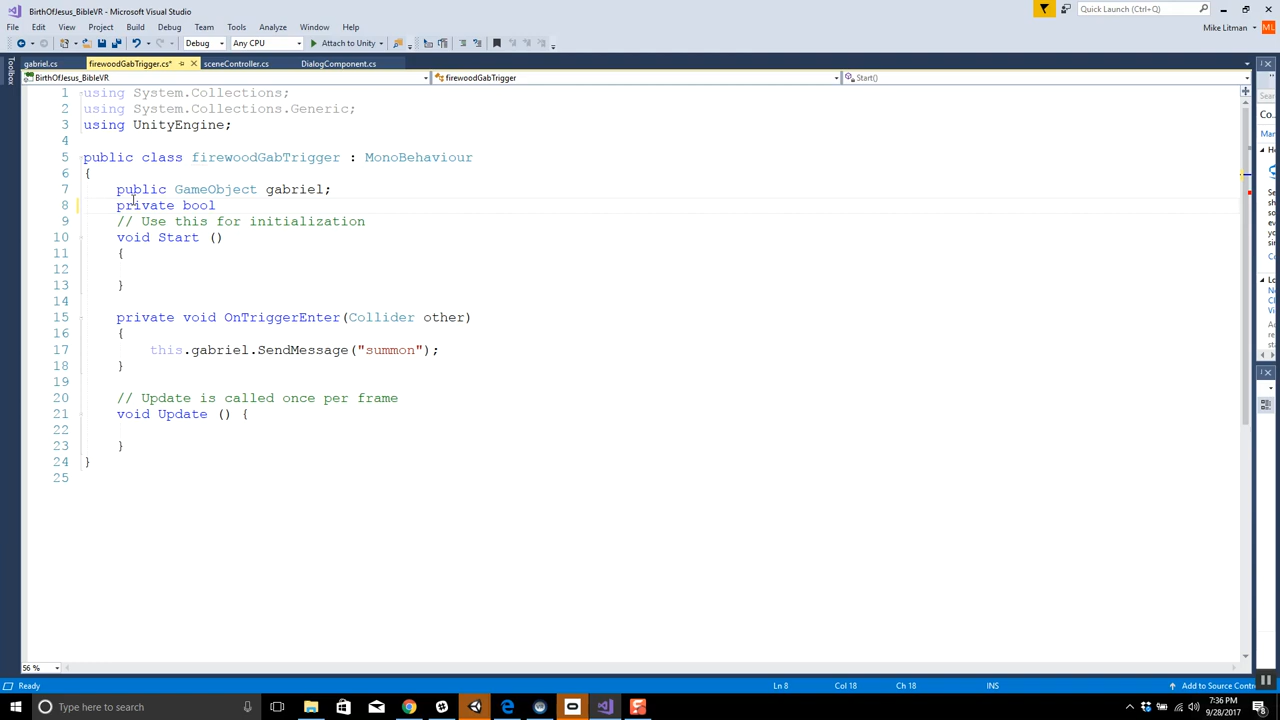 BirthOfJesus_BibleVR - Microsoft Visual Studio
Quick Launch (Ctrl+Q)
File Edit View Project Build Debug Team Tools Test Analyze Window Help
Mike Litman ML
Debug Any CPU Attach to Unity
Toolbox
gabriel.cs firewoodGabTrigger.cs* sceneController.cs DialogComponent.cs
BirthOfJesus_BibleVR firewoodGabTrigger Start()
1 using System.Collections;
2 using System.Collections.Generic;
3 using UnityEngine;
4
5 public class firewoodGabTrigger : MonoBehaviour
6 {
7 public GameObject gabriel;
8 private bool
9 // Use this for initialization
10 void Start ()
11 {
12
13 }
14
15 private void OnTriggerEnter(Collider other)
16 {
17 this.gabriel.SendMessage("summon");
18 }
19
20 // Update is called once per frame
21 void Update () {
22
23 }
24 }
25
56 %
Ready Ln 8 Col 18 Ch 18 INS Add to Source Contr
Type here to search
7:36 PM
9/28/2017